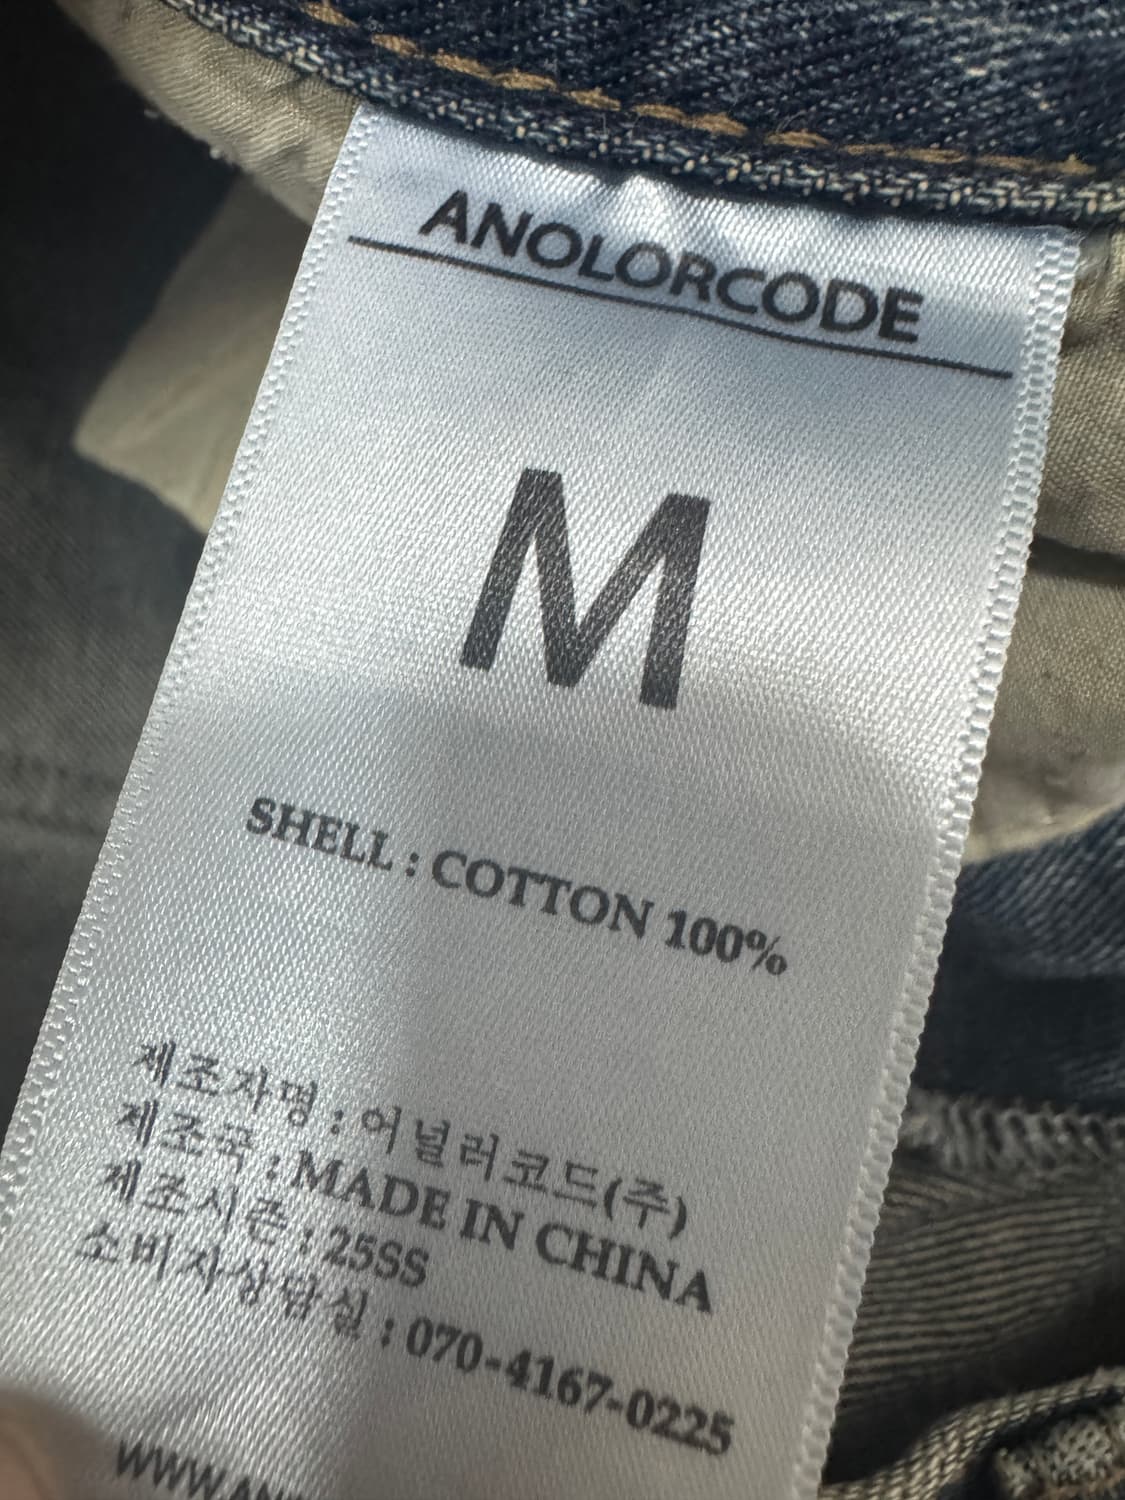 ANOLORCODE
M
SHELL : COTTON 100%
제조자명 : 어널러코드(주)
제조국 : MADE IN CHINA
제조시즌 : 25SS
소비자상담실 : 070-4167-0225